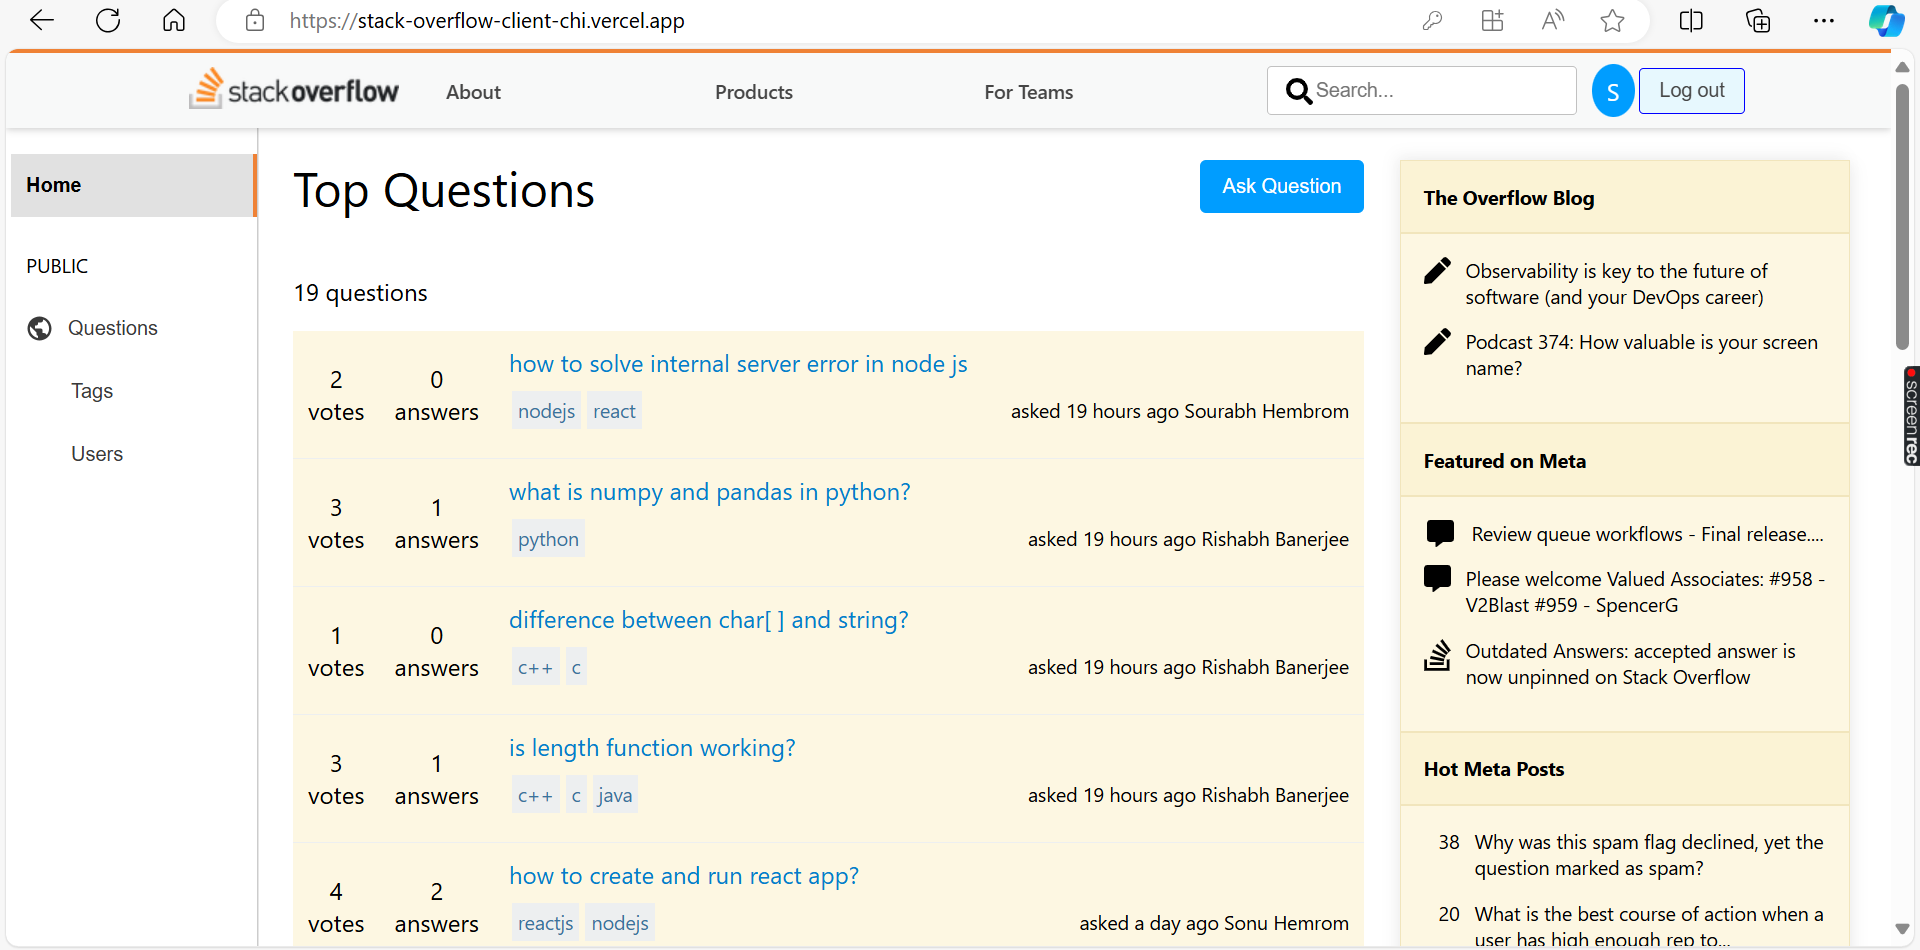 https://stack-overflow-client-chi.vercel.app
stackoverflow
About
Products
For Teams
Search...
S
Log out
Home
PUBLIC
Questions
Tags
Users
Top Questions
Ask Question
19 questions
2 votes
0 answers
how to solve internal server error in node js
nodejs react
asked 19 hours ago Sourabh Hembrom
3 votes
1 answers
what is numpy and pandas in python?
python
asked 19 hours ago Rishabh Banerjee
1 votes
0 answers
difference between char[ ] and string?
c++ c
asked 19 hours ago Rishabh Banerjee
3 votes
1 answers
is length function working?
c++ c java
asked 19 hours ago Rishabh Banerjee
4 votes
2 answers
how to create and run react app?
reactjs nodejs
asked a day ago Sonu Hemrom
The Overflow Blog
Observability is key to the future of
software (and your DevOps career)
Podcast 374: How valuable is your screen
name?
Featured on Meta
Review queue workflows - Final release....
Please welcome Valued Associates: #958 -
V2Blast #959 - SpencerG
Outdated Answers: accepted answer is
now unpinned on Stack Overflow
Hot Meta Posts
38 Why was this spam flag declined, yet the
question marked as spam?
20 What is the best course of action when a
user has high enough rep to...
screenrec